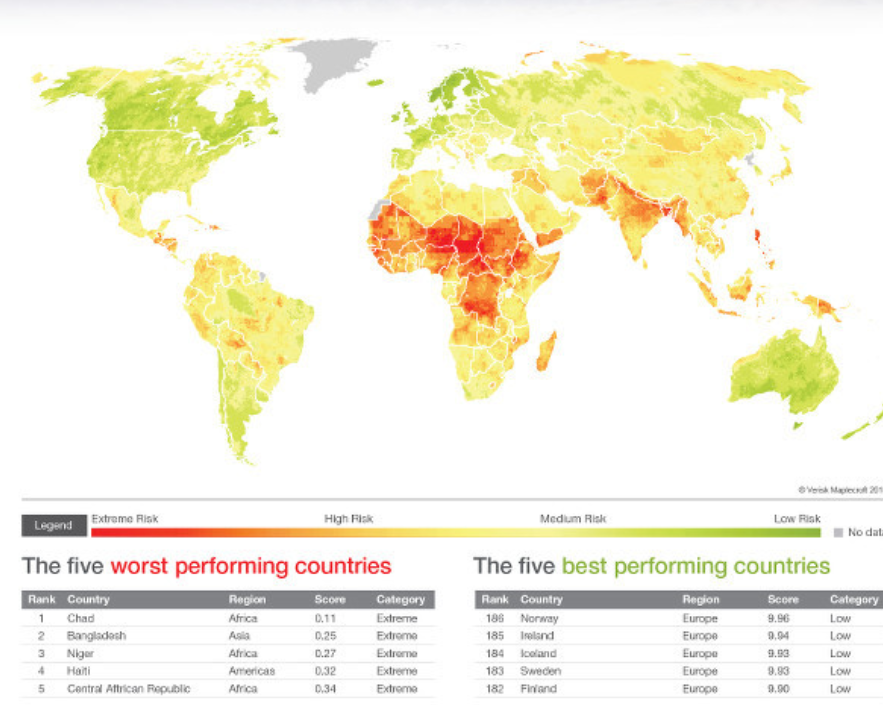 © Verisk Maplecroft 201
Legend
Extreme Risk High Risk Medium Risk Low Risk
No data
The five worst performing countries
Rank Country Region Score Category
1 Chad Africa 0.11 Extreme
2 Bangladesh Asia 0.25 Extreme
3 Niger Africa 0.27 Extreme
4 Haiti Americas 0.32 Extreme
5 Central Affrican Republic Africa 0.34 Extreme
The five best performing countries
Rank Country Region Score Category
186 Norway Europe 9.96 Low
185 Ireland Europe 9.94 Low
184 Iceland Europe 9.93 Low
183 Sweden Europe 9.93 Low
182 Finland Europe 9.90 Low